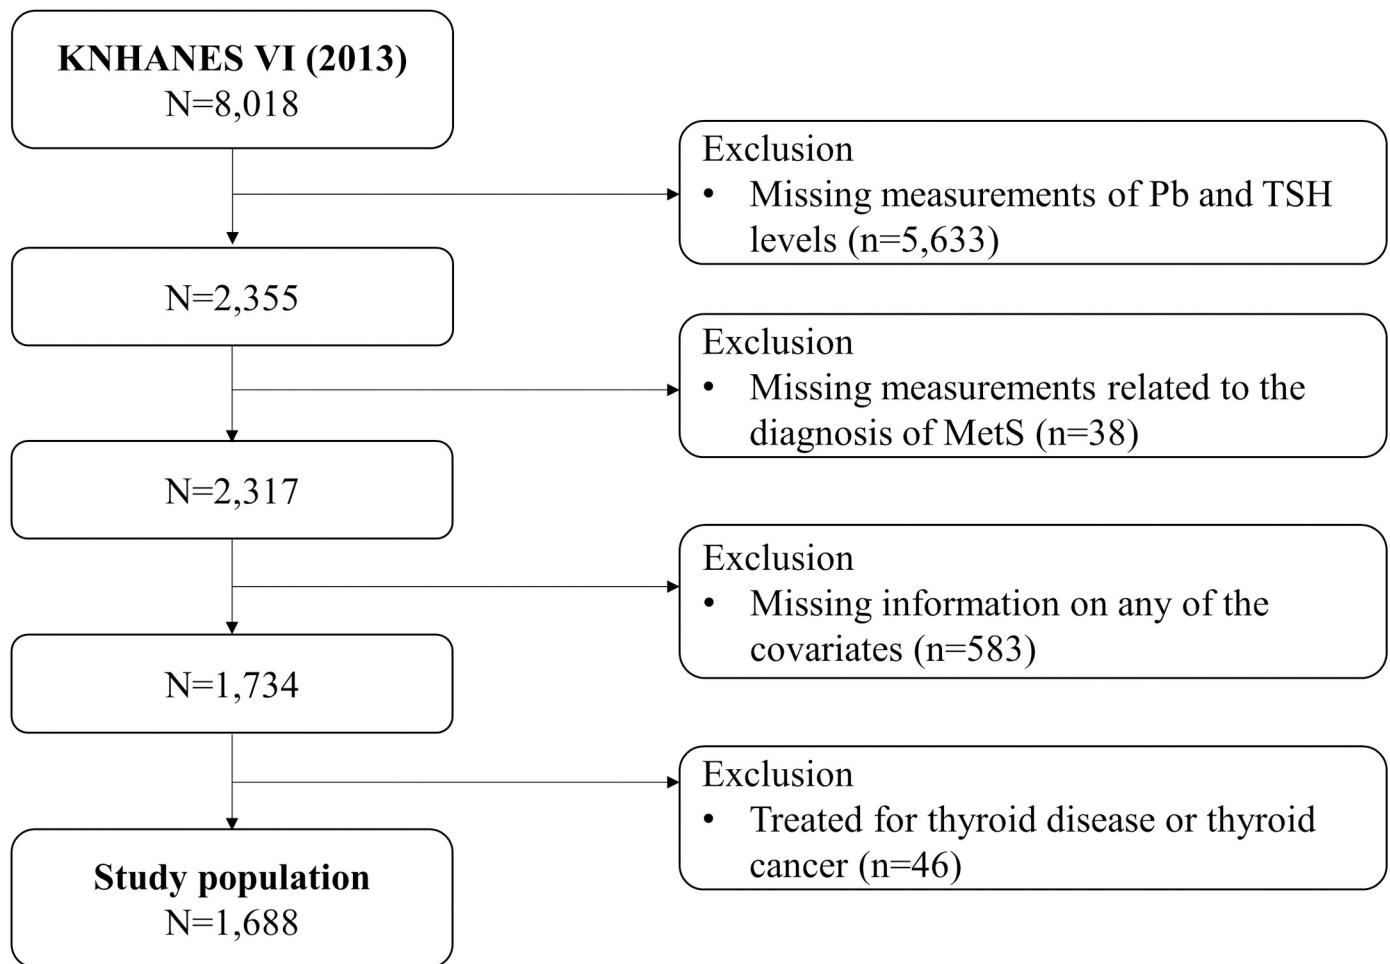 KNHANES VI (2013)
N=8,018
Exclusion
• Missing measurements of Pb and TSH
levels (n=5,633)
N=2,355
Exclusion
• Missing measurements related to the
diagnosis of MetS (n=38)
N=2,317
Exclusion
• Missing information on any of the
covariates (n=583)
N=1,734
Exclusion
• Treated for thyroid disease or thyroid
cancer (n=46)
Study population
N=1,688